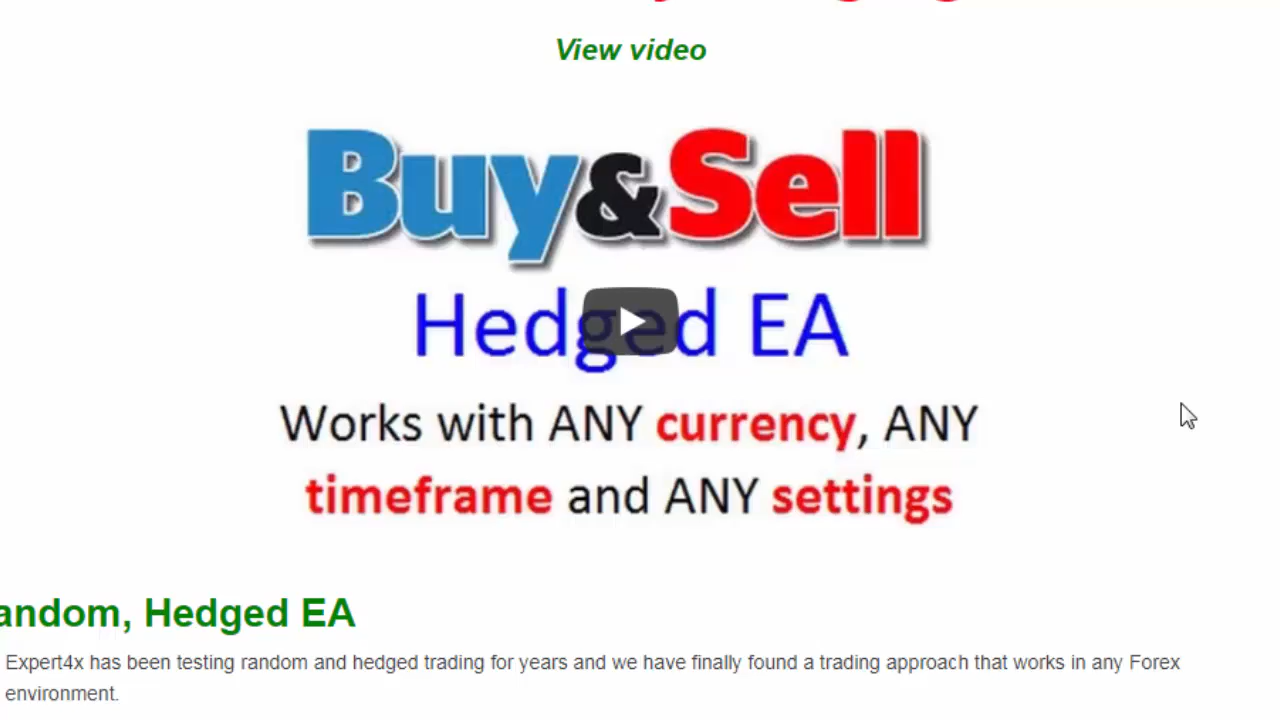 View video
Buy&Sell
Hedged EA
Works with ANY currency, ANY
timeframe and ANY settings
andom, Hedged EA
Expert4x has been testing random and hedged trading for years and we have finally found a trading approach that works in any Forex
environment.